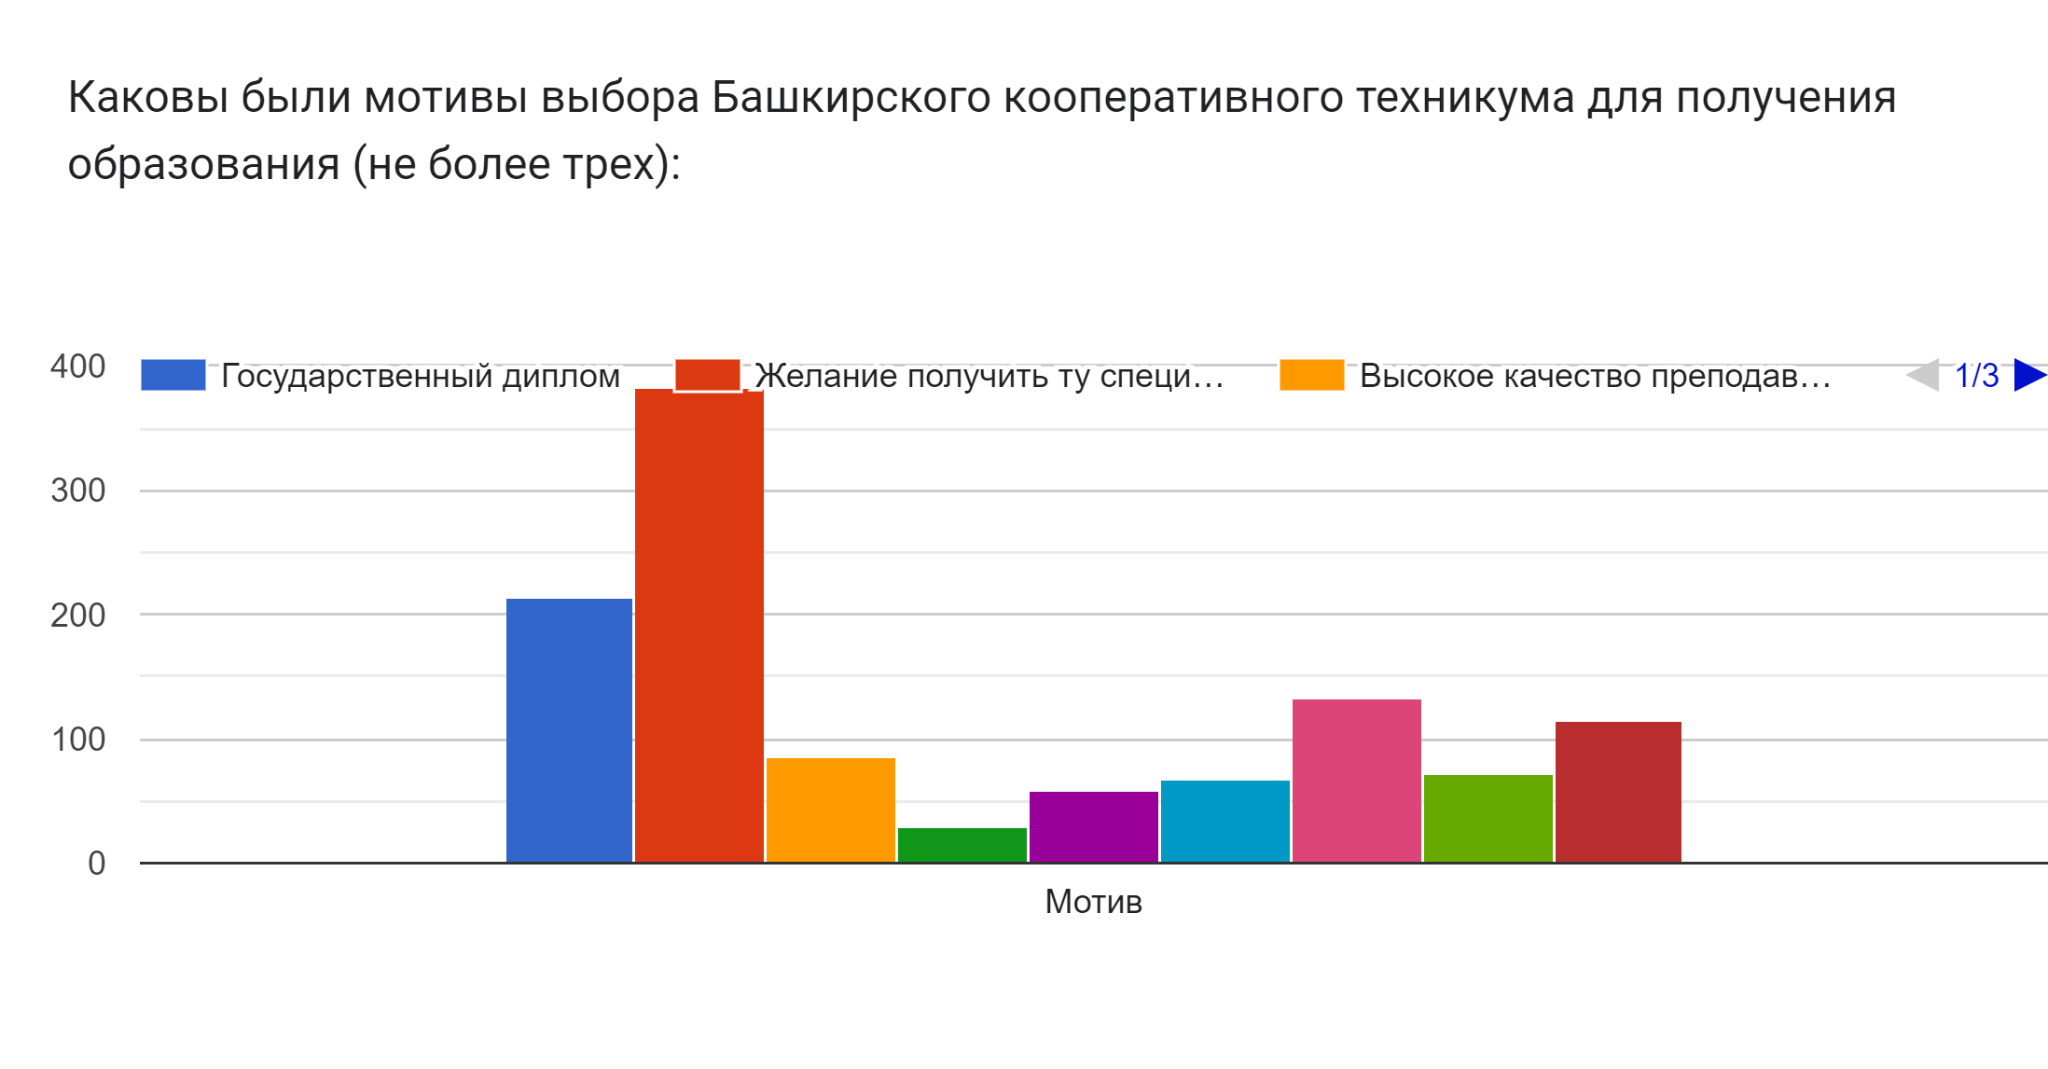 Каковы были мотивы выбора Башкирского кооперативного техникума для получения
образования (не более трех):
400
Государственный диплом
Желание получить ту специ…
Высокое качество преподав…
1/3
300
200
100
0
Мотив